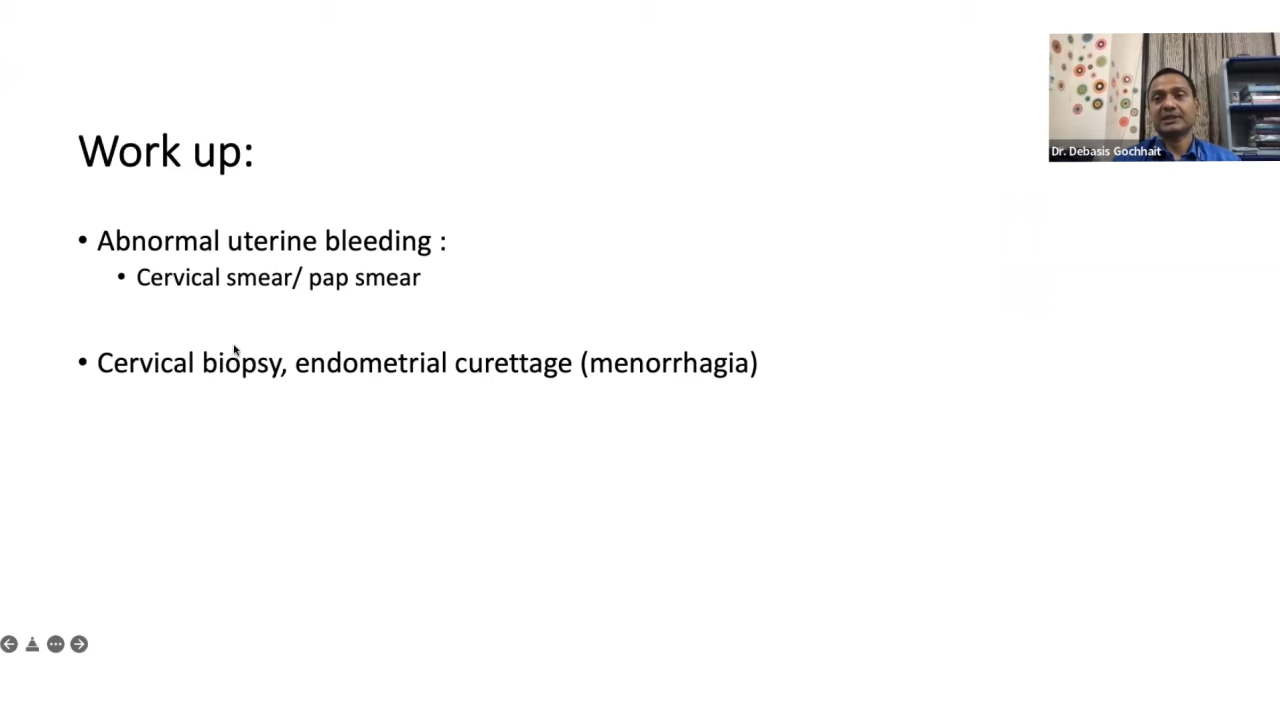 Dr. Debasis Gochhait
Work up:
• Abnormal uterine bleeding :
• Cervical smear/ pap smear
• Cervical biopsy, endometrial curettage (menorrhagia)